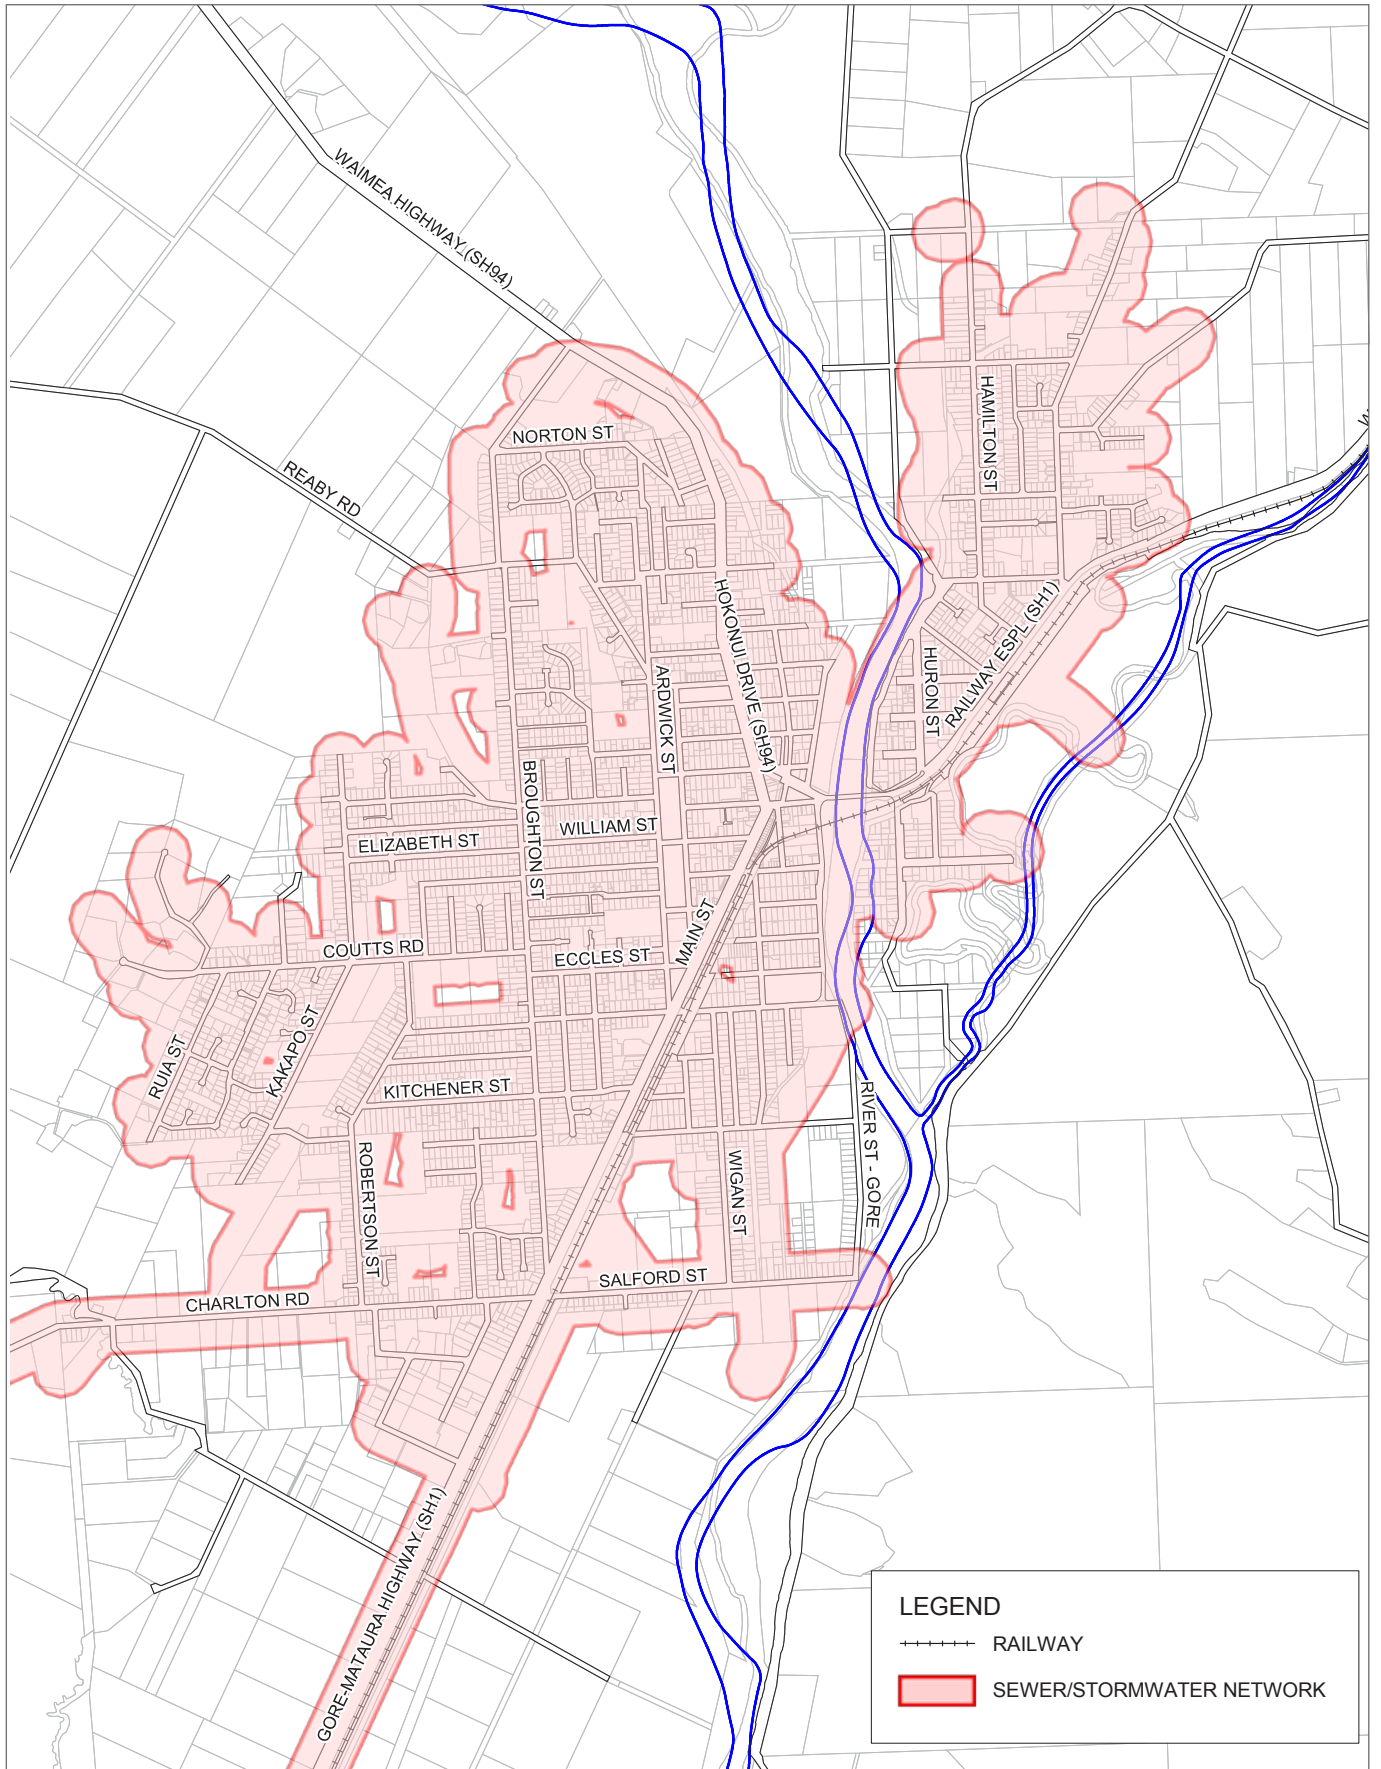 WAIMEA HIGHWAY (SH94)
NORTON ST
HAMILTON ST
REABY RD
HOKONUI DRIVE (SH94)
RAILWAY ESPL (SH1)
HURON ST
ARDWICK ST
BROUGHTON ST
WILLIAM ST
ELIZABETH ST
MAIN ST
COUTTS RD
ECCLES ST
RUIA ST
KAKAPO ST
KITCHENER ST
RIVER ST - GORE
ROBERTSON ST
WIGAN ST
SALFORD ST
CHARLTON RD
GORE-MATAURA HIGHWAY (SH1)
LEGEND
RAILWAY
SEWER/STORMWATER NETWORK